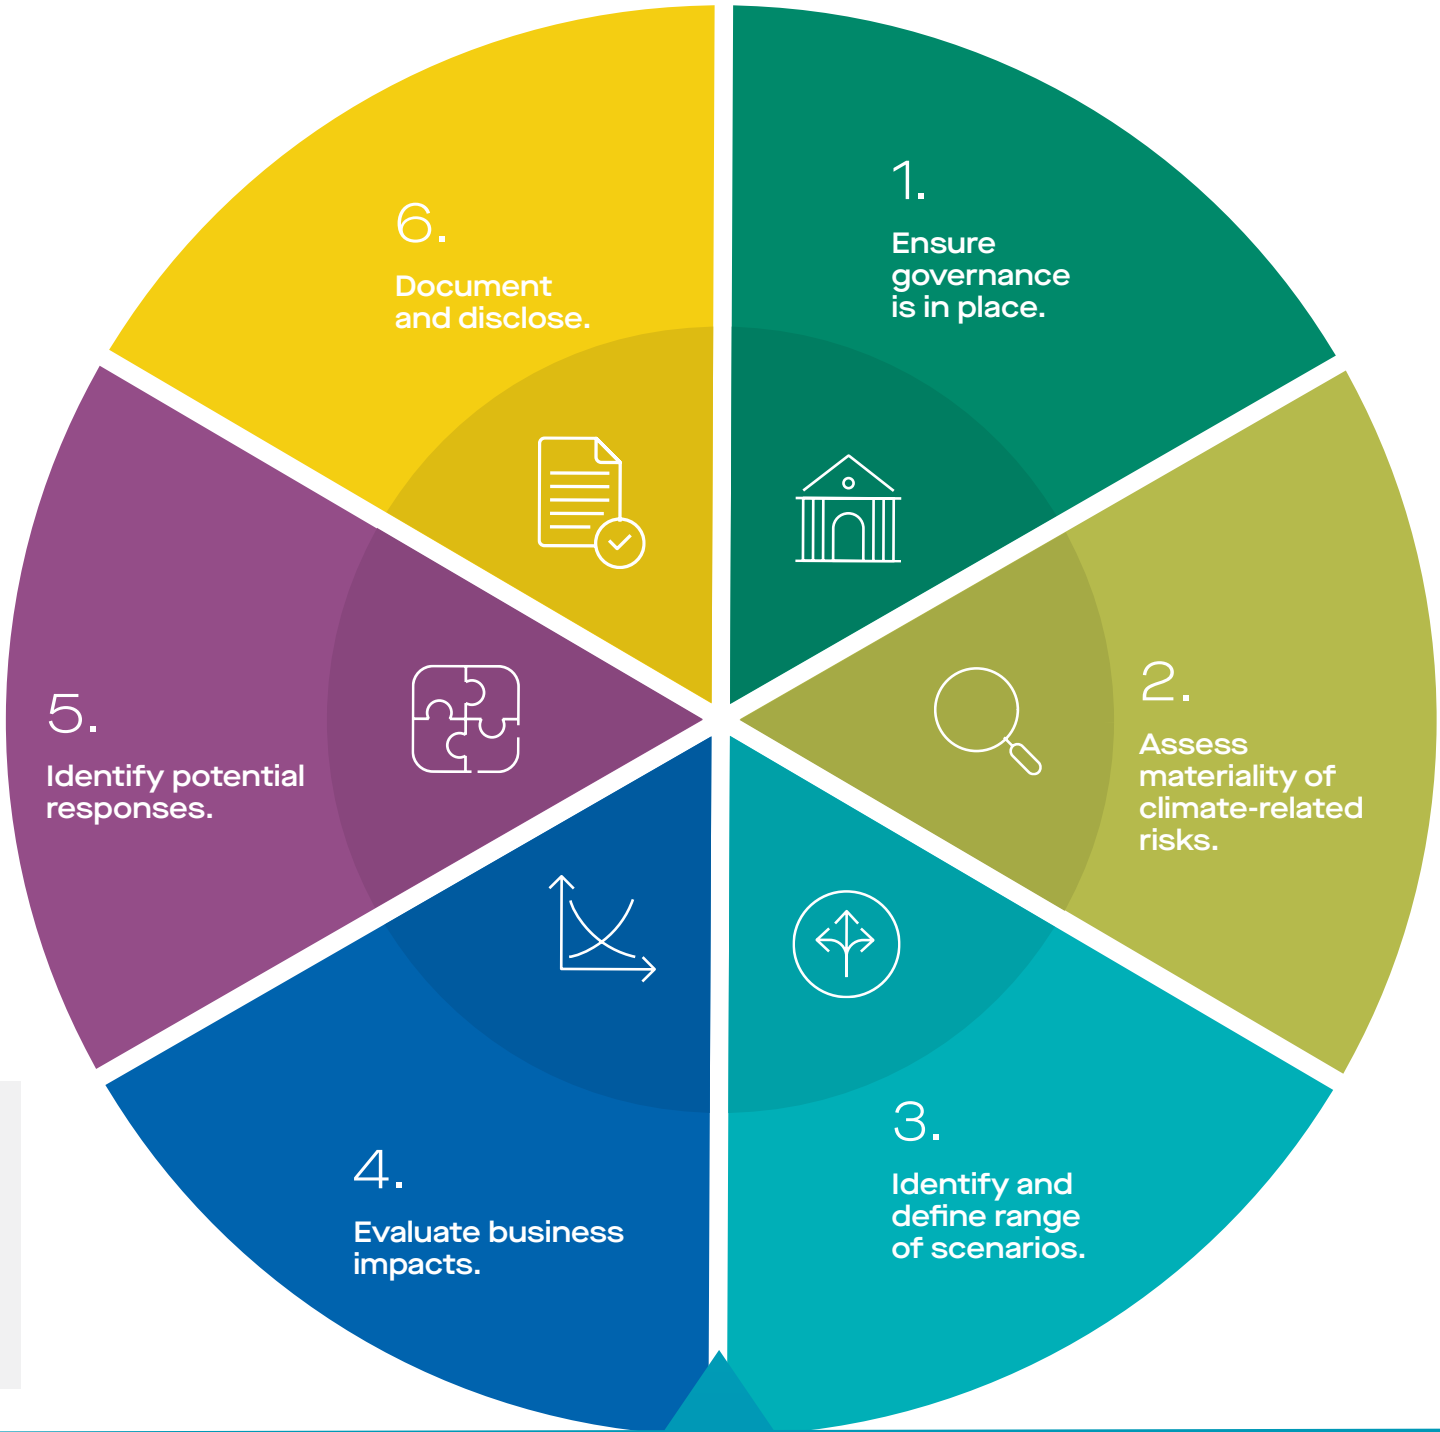 1.
Ensure
governance
is in place.
2.
Assess
materiality of
climate-related
risks.
3.
Identify and
define range
of scenarios.
4.
Evaluate business
impacts.
5.
Identify potential
responses.
6.
Document
and disclose.